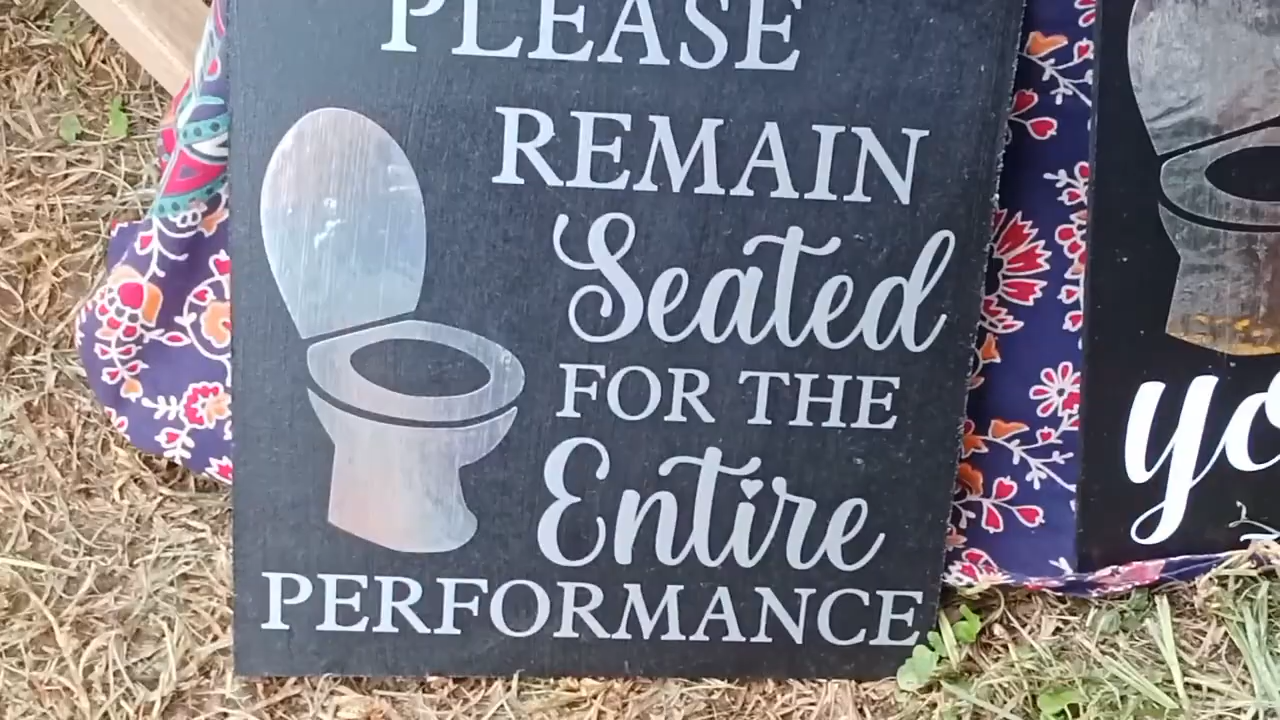 PLEASE
REMAIN
Seated
FOR THE
Entire
PERFORMANCE
yo